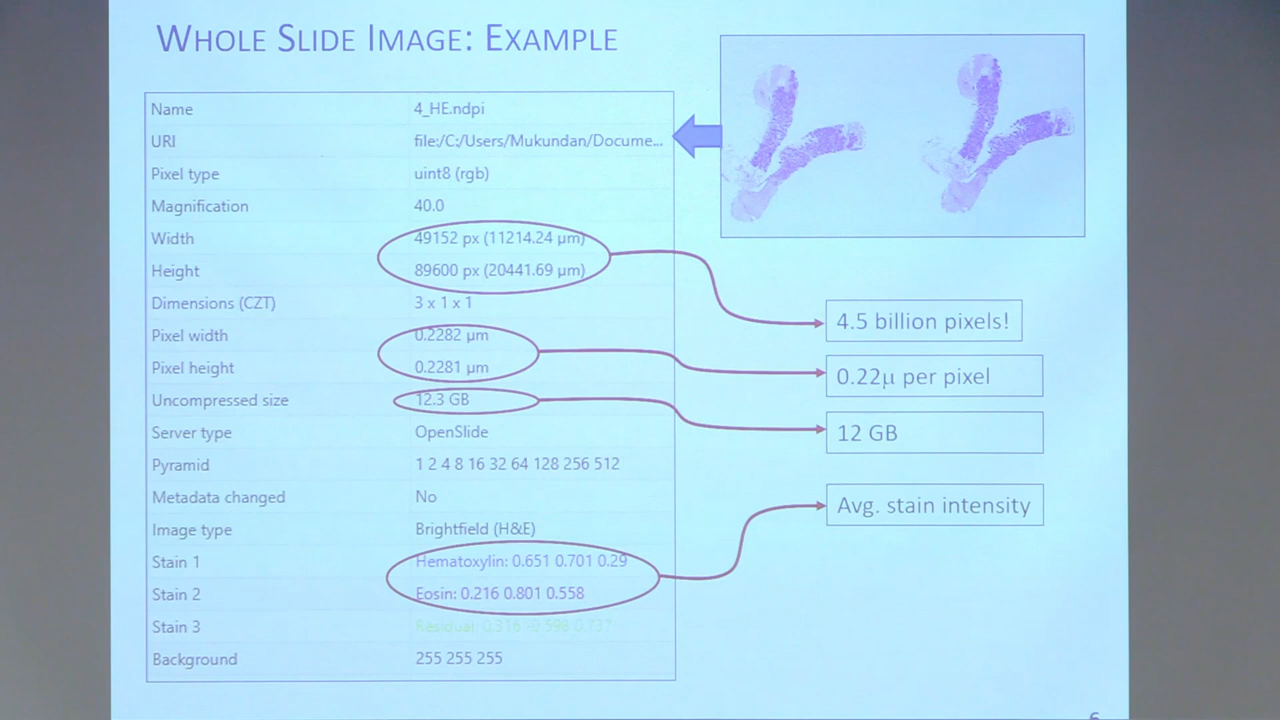 WHOLE SLIDE IMAGE: EXAMPLE
Name 4_HE.ndpi
URI file:/C:/Users/Mukundan/Docume...
Pixel type uint8 (rgb)
Magnification 40.0
Width 49152 px (11214.24 µm)
Height 89600 px (20441.69 µm)
Dimensions (CZT) 3 x 1 x 1
Pixel width 0.2282 µm
Pixel height 0.2281 µm
Uncompressed size 12.3 GB
Server type OpenSlide
Pyramid 1 2 4 8 16 32 64 128 256 512
Metadata changed No
Image type Brightfield (H&E)
Stain 1 Hematoxylin: 0.651 0.701 0.29
Stain 2 Eosin: 0.216 0.801 0.558
Stain 3 Residual: 0.316 -0.598 0.737
Background 255 255 255
4.5 billion pixels!
0.22µ per pixel
12 GB
Avg. stain intensity